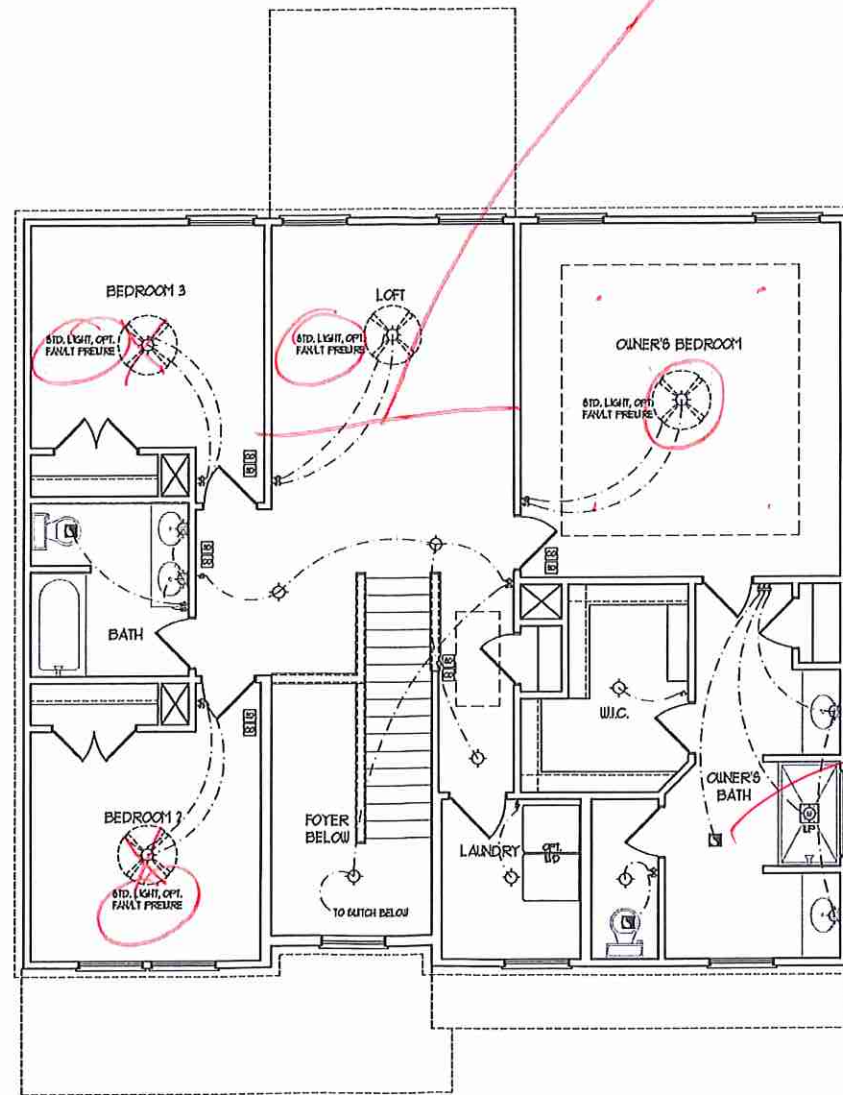 BEDROOM 3
LOFT
STD. LIGHT, OPT.
FAN/LT PREWIRE
STD. LIGHT, OPT.
FAN/LT PREWIRE
OWNER'S BEDROOM
STD. LIGHT, OPT.
FAN/LT PREWIRE
BATH
W.I.C.
OWNER'S
BATH
BEDROOM 2
STD. LIGHT, OPT.
FAN/LT PREWIRE
FOYER
BELOW
LAUNDRY
OPT.
TO SWITCH BELOW